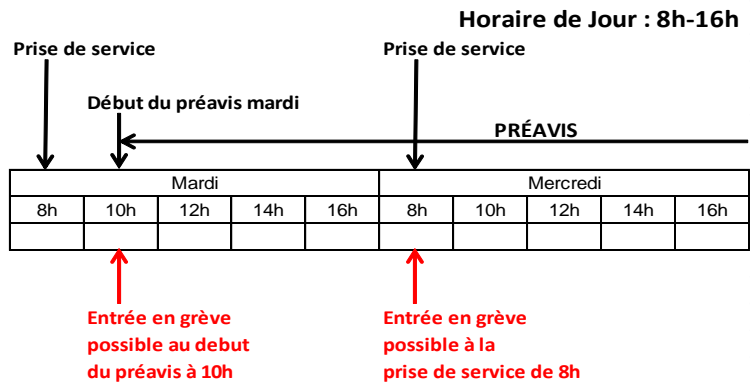 Horaire de Jour : 8h-16h
Prise de service Prise de service
Début du préavis mardi
PRÉAVIS
Mardi Mercredi
8h 10h 12h 14h 16h 8h 10h 12h 14h 16h
Entrée en grève Entrée en grève
possible au debut possible à la
du préavis à 10h prise de service de 8h